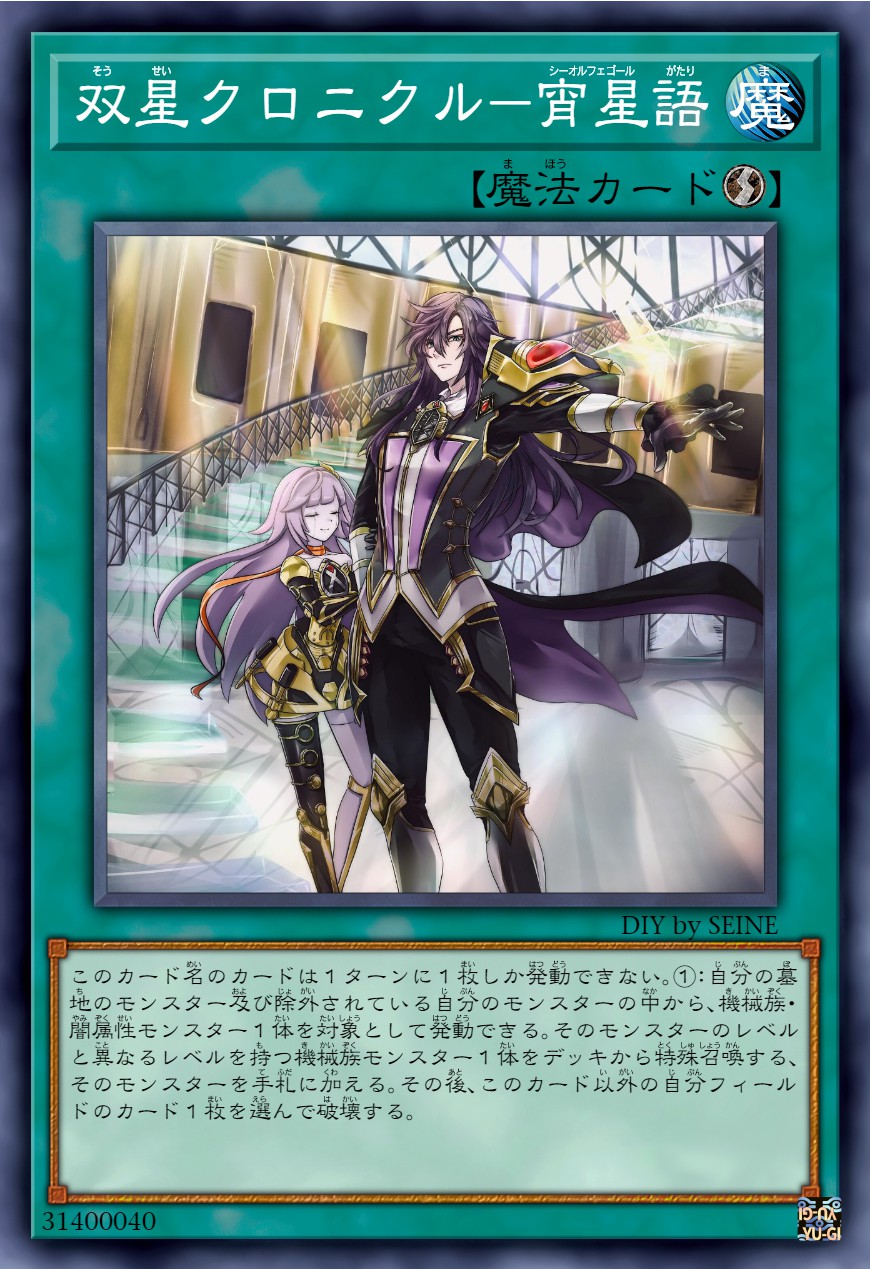 双星クロニクル−宵星語 魔
【魔法カード】
DIY by SEINE
このカード名のカードは１ターンに１枚しか発動できない。①：自分の墓
地のモンスター及び除外されている自分のモンスターの中から、機械族・
闇属性モンスター１体を対象として発動できる。そのモンスターのレベル
と異なるレベルを持つ機械族モンスター１体をデッキから特殊召喚する、
そのモンスターを手札に加える。その後、このカード以外の自分フィール
ドのカード１枚を選んで破壊する。
31400040
YU-GI